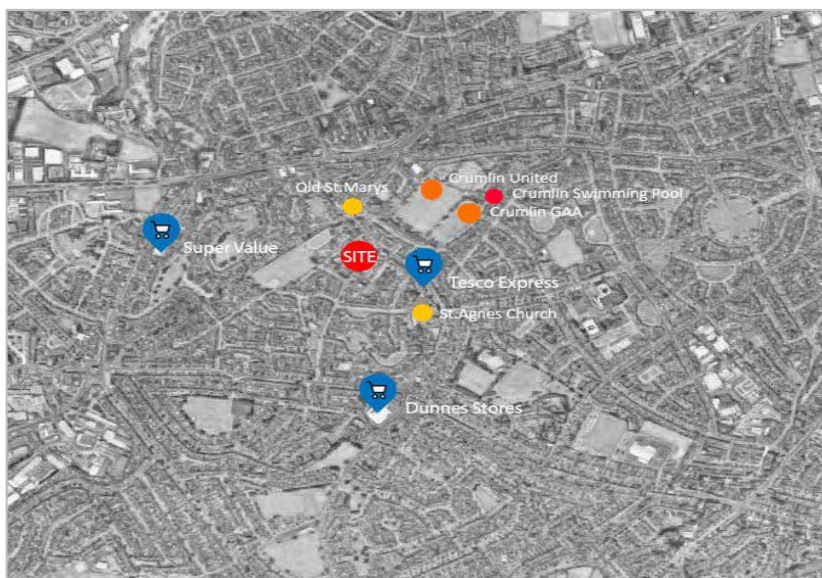 Crumlin United
Old St.Marys
Crumlin Swimming Pool
Crumlin GAA
Super Value
SITE
Tesco Express
St.Agnes Church
Dunnes Stores